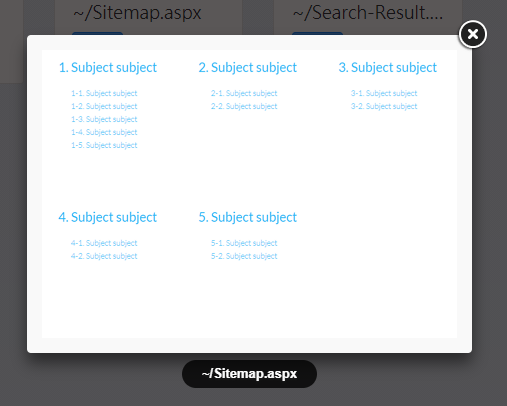 ~/Sitemap.aspx
~/Search-Result....
1. Subject subject
1-1. Subject subject
1-2. Subject subject
1-3. Subject subject
1-4. Subject subject
1-5. Subject subject
2. Subject subject
2-1. Subject subject
2-2. Subject subject
3. Subject subject
3-1. Subject subject
3-2. Subject subject
4. Subject subject
4-1. Subject subject
4-2. Subject subject
5. Subject subject
5-1. Subject subject
5-2. Subject subject
~/Sitemap.aspx